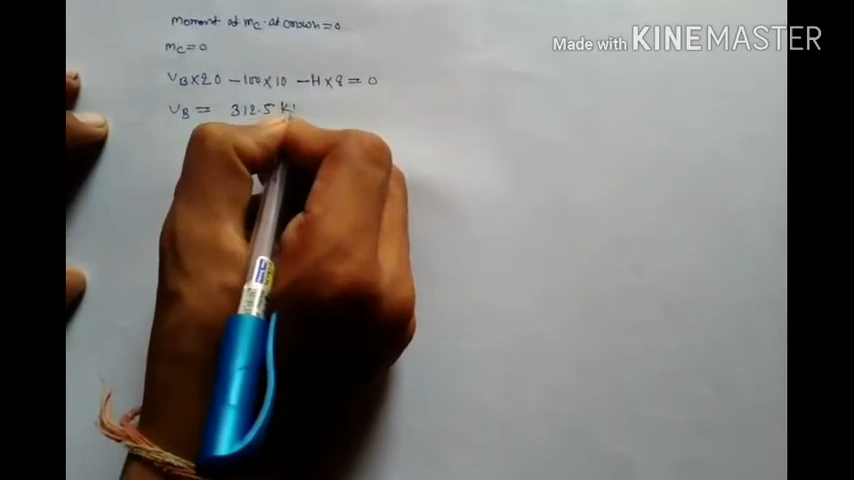 Moment at Mc at crown = 0
Mc = 0
VB × 20 - 100 × 10 - H × 8 = 0
VB = 312.5 KN
Made with KINEMASTER